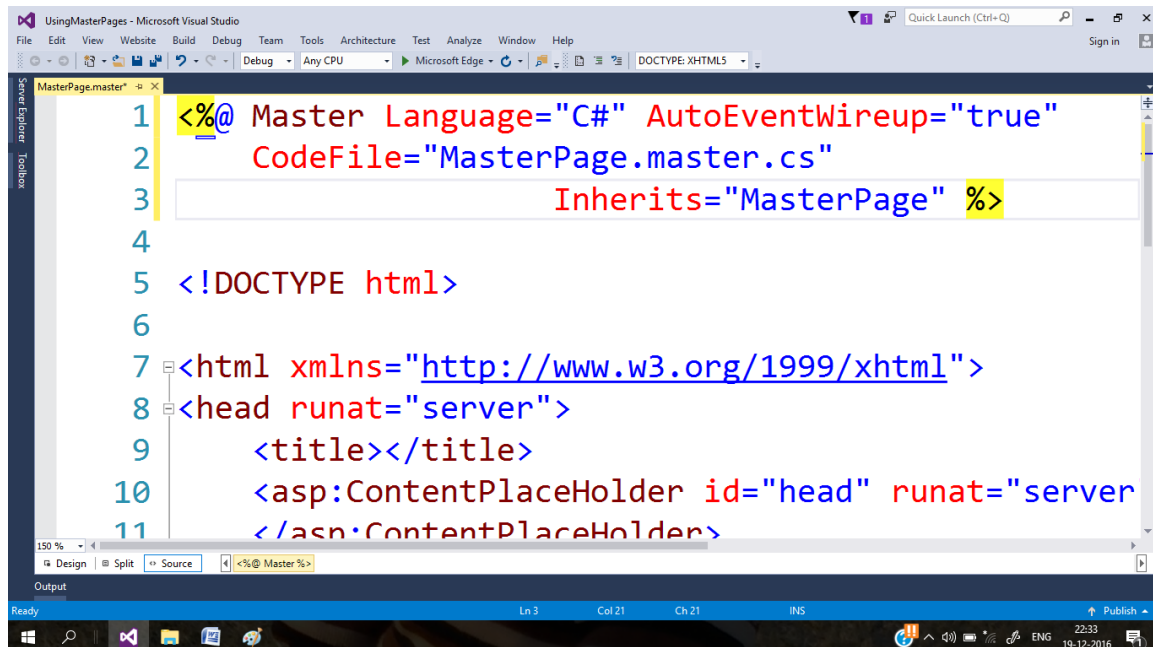 UsingMasterPages - Microsoft Visual Studio
1
Quick Launch (Ctrl+Q)
File Edit View Website Build Debug Team Tools Architecture Test Analyze Window Help
Sign in
Debug Any CPU Microsoft Edge DOCTYPE: XHTML5
Server Explorer
Toolbox
MasterPage.master*
1 <%@ Master Language="C#" AutoEventWireup="true"
2 CodeFile="MasterPage.master.cs"
3 Inherits="MasterPage" %>
4
5 <!DOCTYPE html>
6
7 <html xmlns="http://www.w3.org/1999/xhtml">
8 <head runat="server">
9 <title></title>
10 <asp:ContentPlaceHolder id="head" runat="server
11 </asp:ContentPlaceHolder>
150 %
Design Split Source <%@ Master %>
Output
Ready Ln 3 Col 21 Ch 21 INS Publish
ENG 22:33
19-12-2016